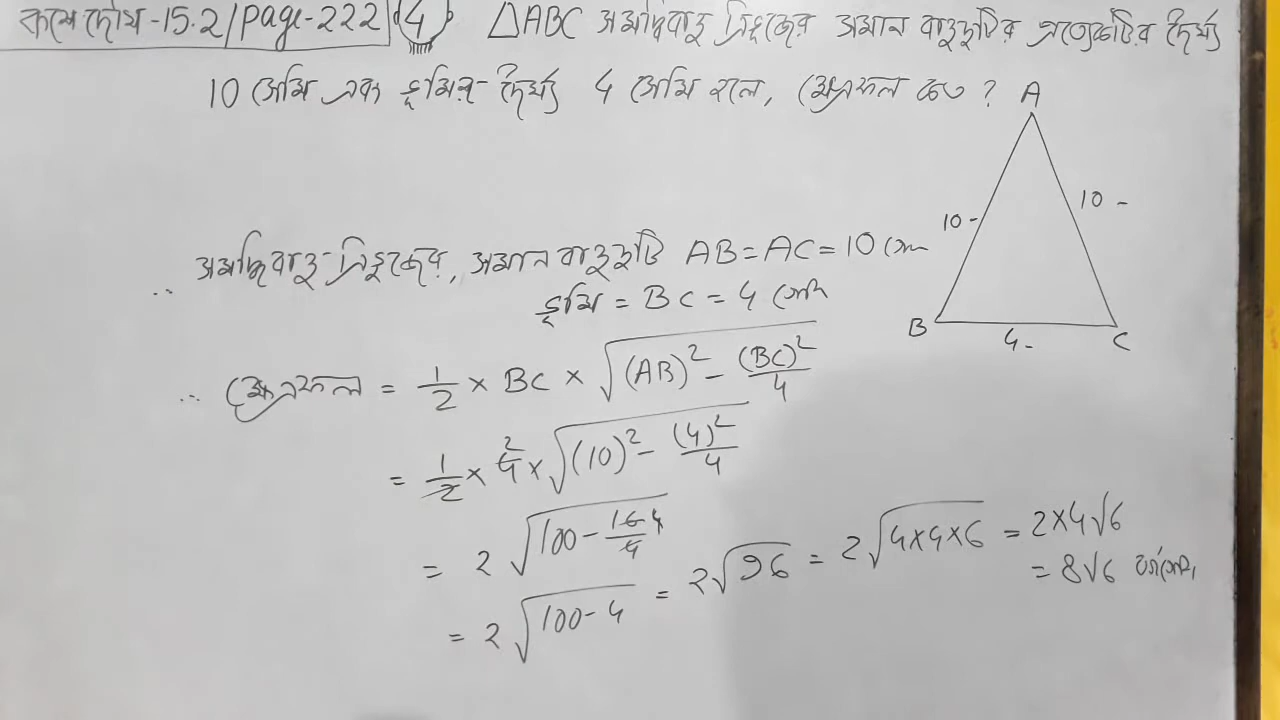 কষে দেখি-15.2/page-222 (4) △ABC সমদ্বিবাহু ত্রিভুজের সমান বাহুদুটির প্রত্যেকটির দৈর্ঘ্য
10 সেমি এবং ভূমির দৈর্ঘ্য 4 সেমি হলে, ক্ষেত্রফল কত ?
A
10 -
10 -
B
4 -
C
∴ সমদ্বিবাহু ত্রিভুজের, সমান বাহুদুটি AB = AC = 10 সেমি
ভূমি = BC = 4 সেমি
∴ ক্ষেত্রফল = 1/2 × BC × √((AB)² - (BC)²/4)
= 1/2 × 4 2 × √((10)² - (4)²/4)
= 2 √(100 - 16/4 4)
= 2 √(100 - 4) = 2√96 = 2√(4×4×6) = 2×4√6
= 8√6 বর্গসেমি,